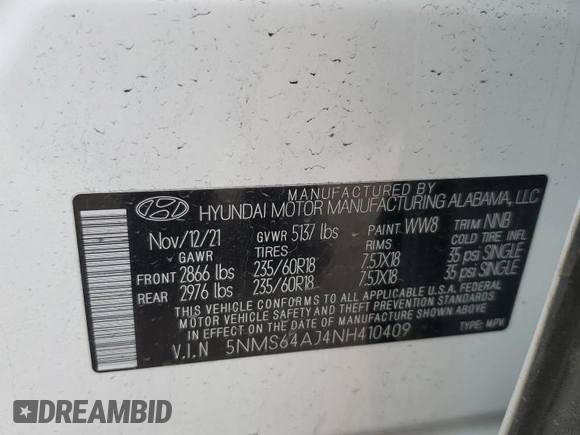 MANUFACTURED BY
HYUNDAI MOTOR MANUFACTURING ALABAMA, LLC
Nov/12/21 GVWR 5137 lbs PAINT WW8 TRIM NNB
GAWR TIRES RIMS COLD TIRE INFL
FRONT 2866 lbs 235/60R18 7.5JX18 35 psi SINGLE
REAR 2976 lbs 235/60R18 7.5JX18 35 psi SINGLE
THIS VEHICLE CONFORMS TO ALL APPLICABLE U.S.A. FEDERAL
MOTOR VEHICLE SAFETY AND THEFT PREVENTION STANDARDS
IN EFFECT ON THE DATE OF MANUFACTURE SHOWN ABOVE.
V.I.N 5NMS64AJ4NH410409 TYPE: MPV
DREAMBID